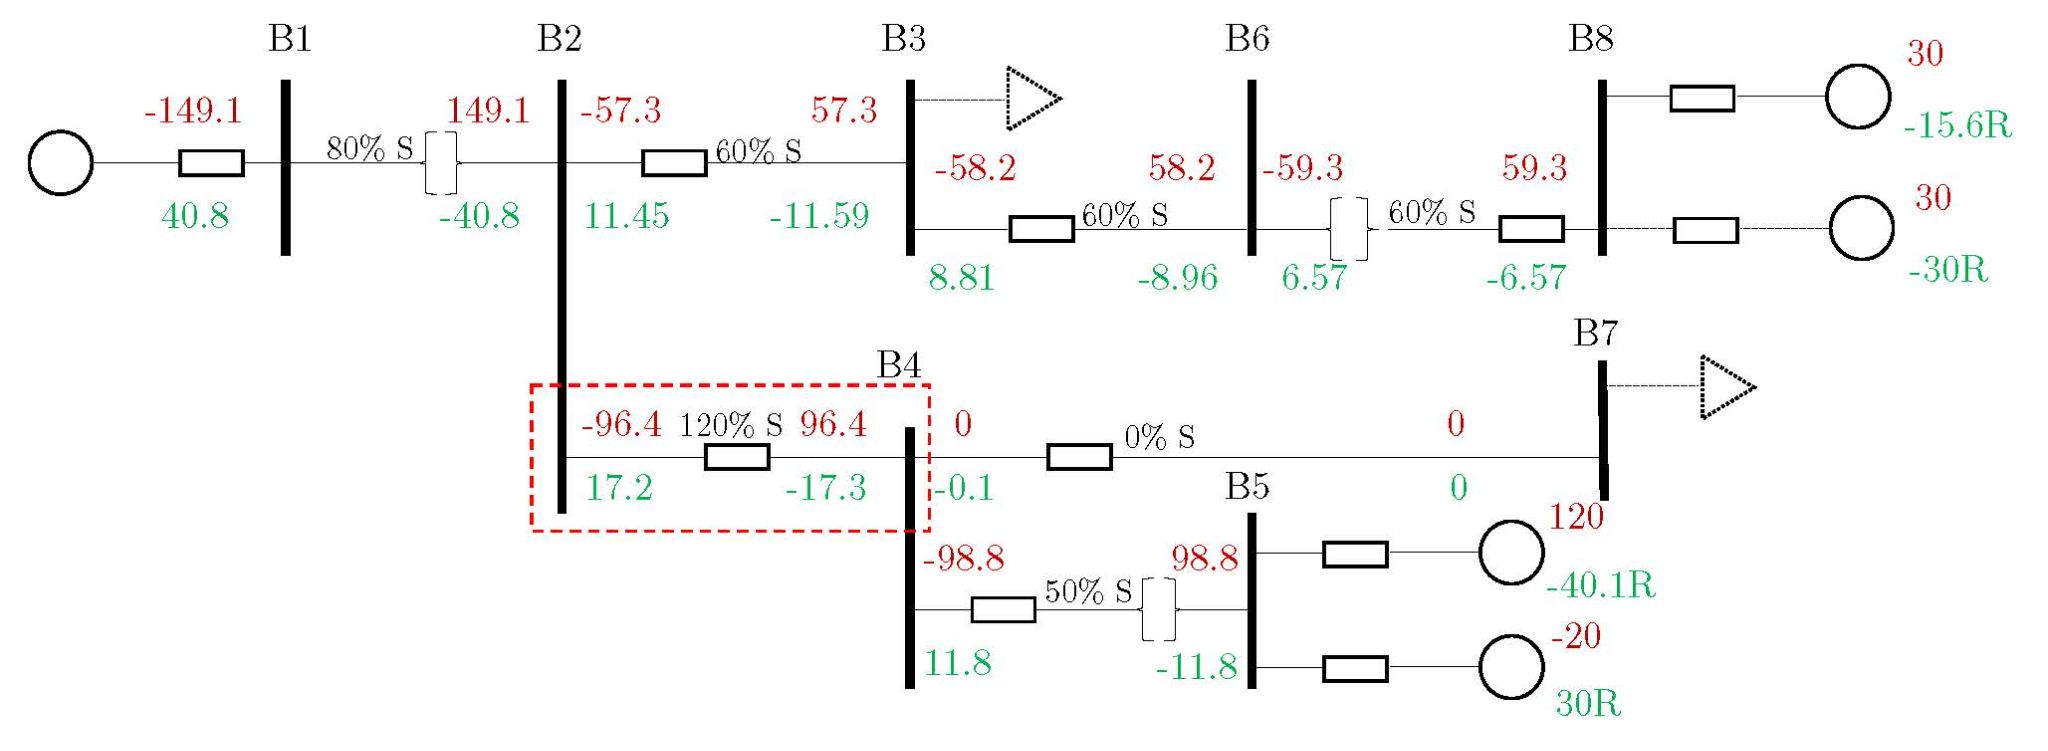 B1 B2 B3 B6 B8
30
-149.1 149.1 -57.3 57.3
-15.6R
80% S 60% S
-58.2 58.2 -59.3 59.3
30
40.8 -40.8 11.45 -11.59 60% S 60% S
8.81 -8.96 6.57 -6.57 -30R
B7
B4
-96.4 120% S 96.4 0 0% S 0
17.2 -17.3 -0.1 B5 0
120
-98.8 98.8
50% S -40.1R
-20
11.8 -11.8
30R